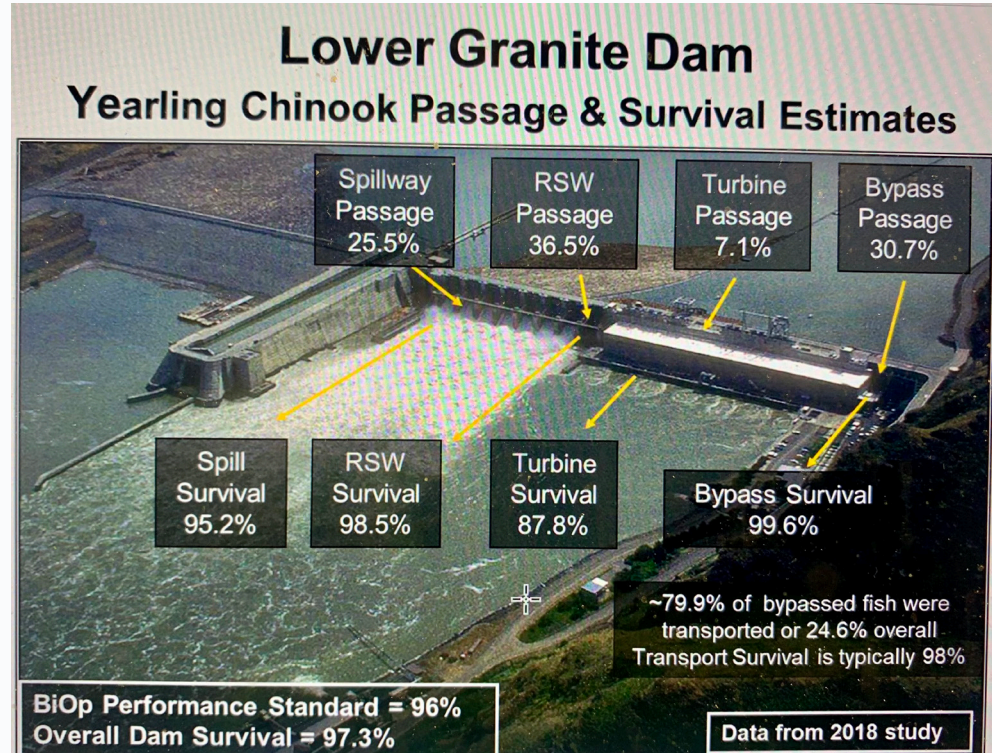 Lower Granite Dam
Yearling Chinook Passage & Survival Estimates
Spillway
Passage
25.5%
RSW
Passage
36.5%
Turbine
Passage
7.1%
Bypass
Passage
30.7%
Spill
Survival
95.2%
RSW
Survival
98.5%
Turbine
Survival
87.8%
Bypass Survival
99.6%
~79.9% of bypassed fish were
transported or 24.6% overall
Transport Survival is typically 98%
BiOp Performance Standard = 96%
Overall Dam Survival = 97.3%
Data from 2018 study